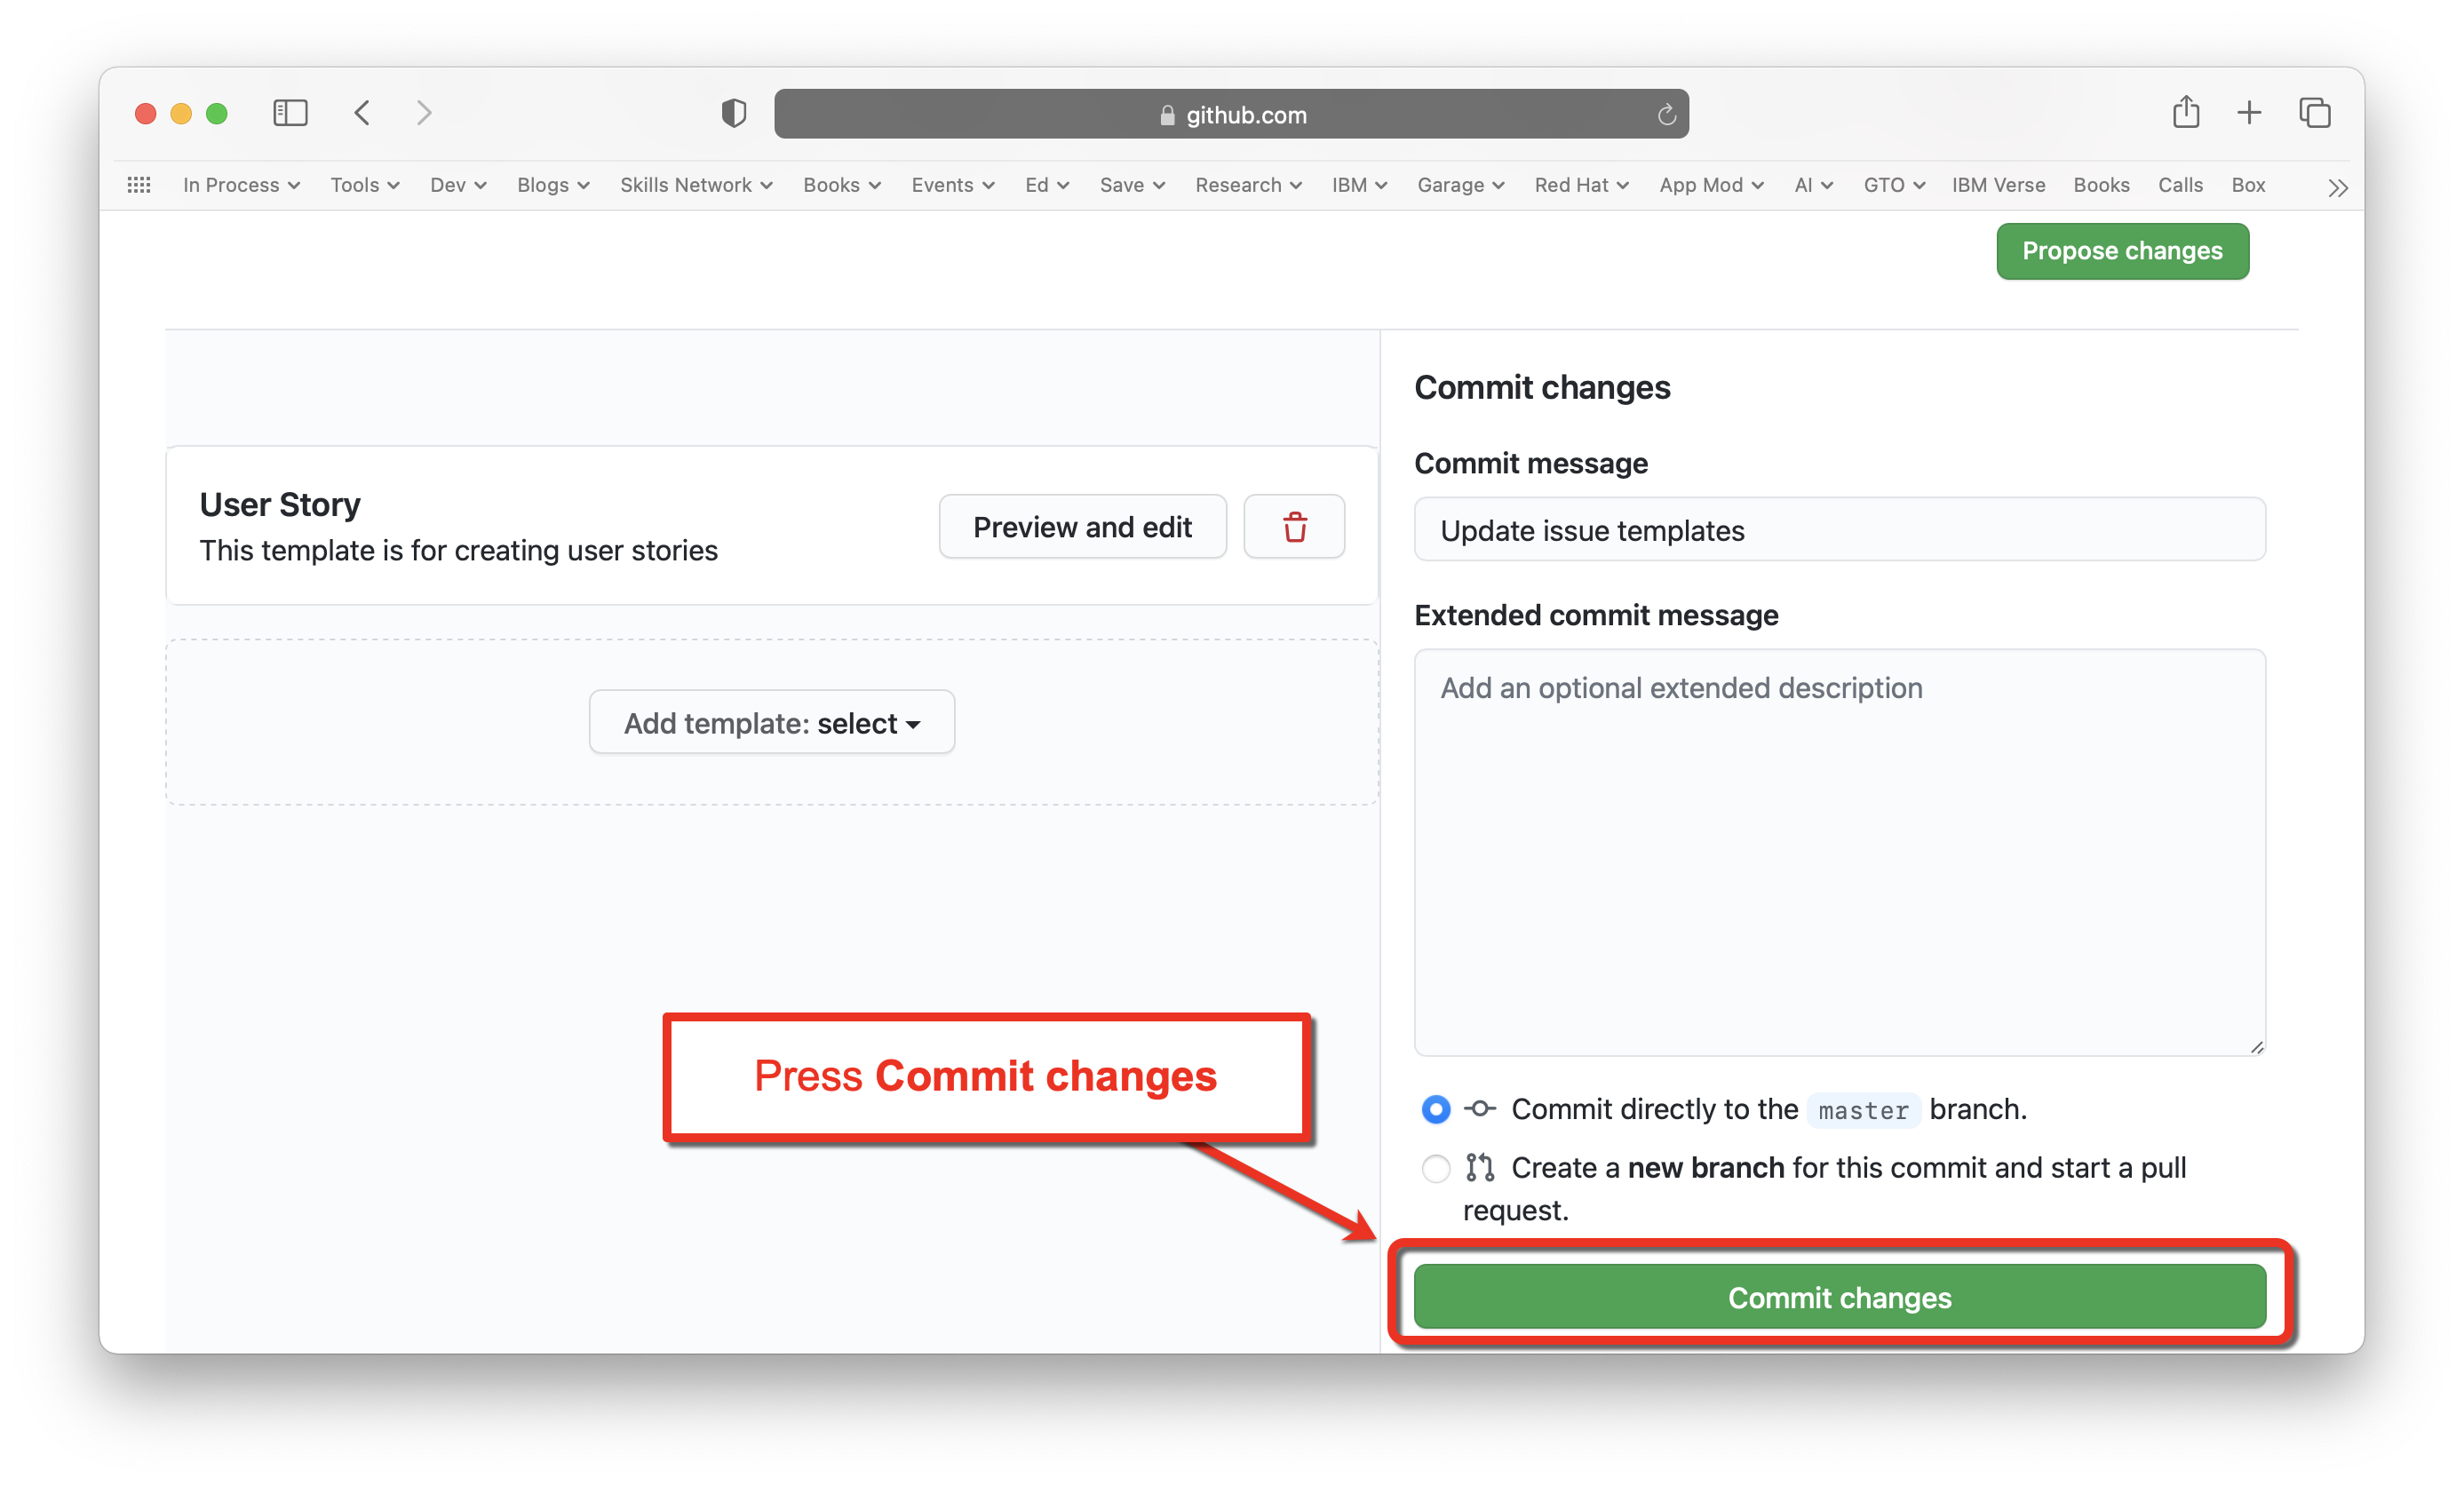 github.com
In Process Tools Dev Blogs Skills Network Books Events Ed Save Research IBM Garage Red Hat App Mod AI GTO IBM Verse Books Calls Box
Propose changes
User Story
This template is for creating user stories
Preview and edit
Add template: select
Press Commit changes
Commit changes
Commit message
Update issue templates
Extended commit message
Add an optional extended description
Commit directly to the master branch.
Create a new branch for this commit and start a pull
request.
Commit changes